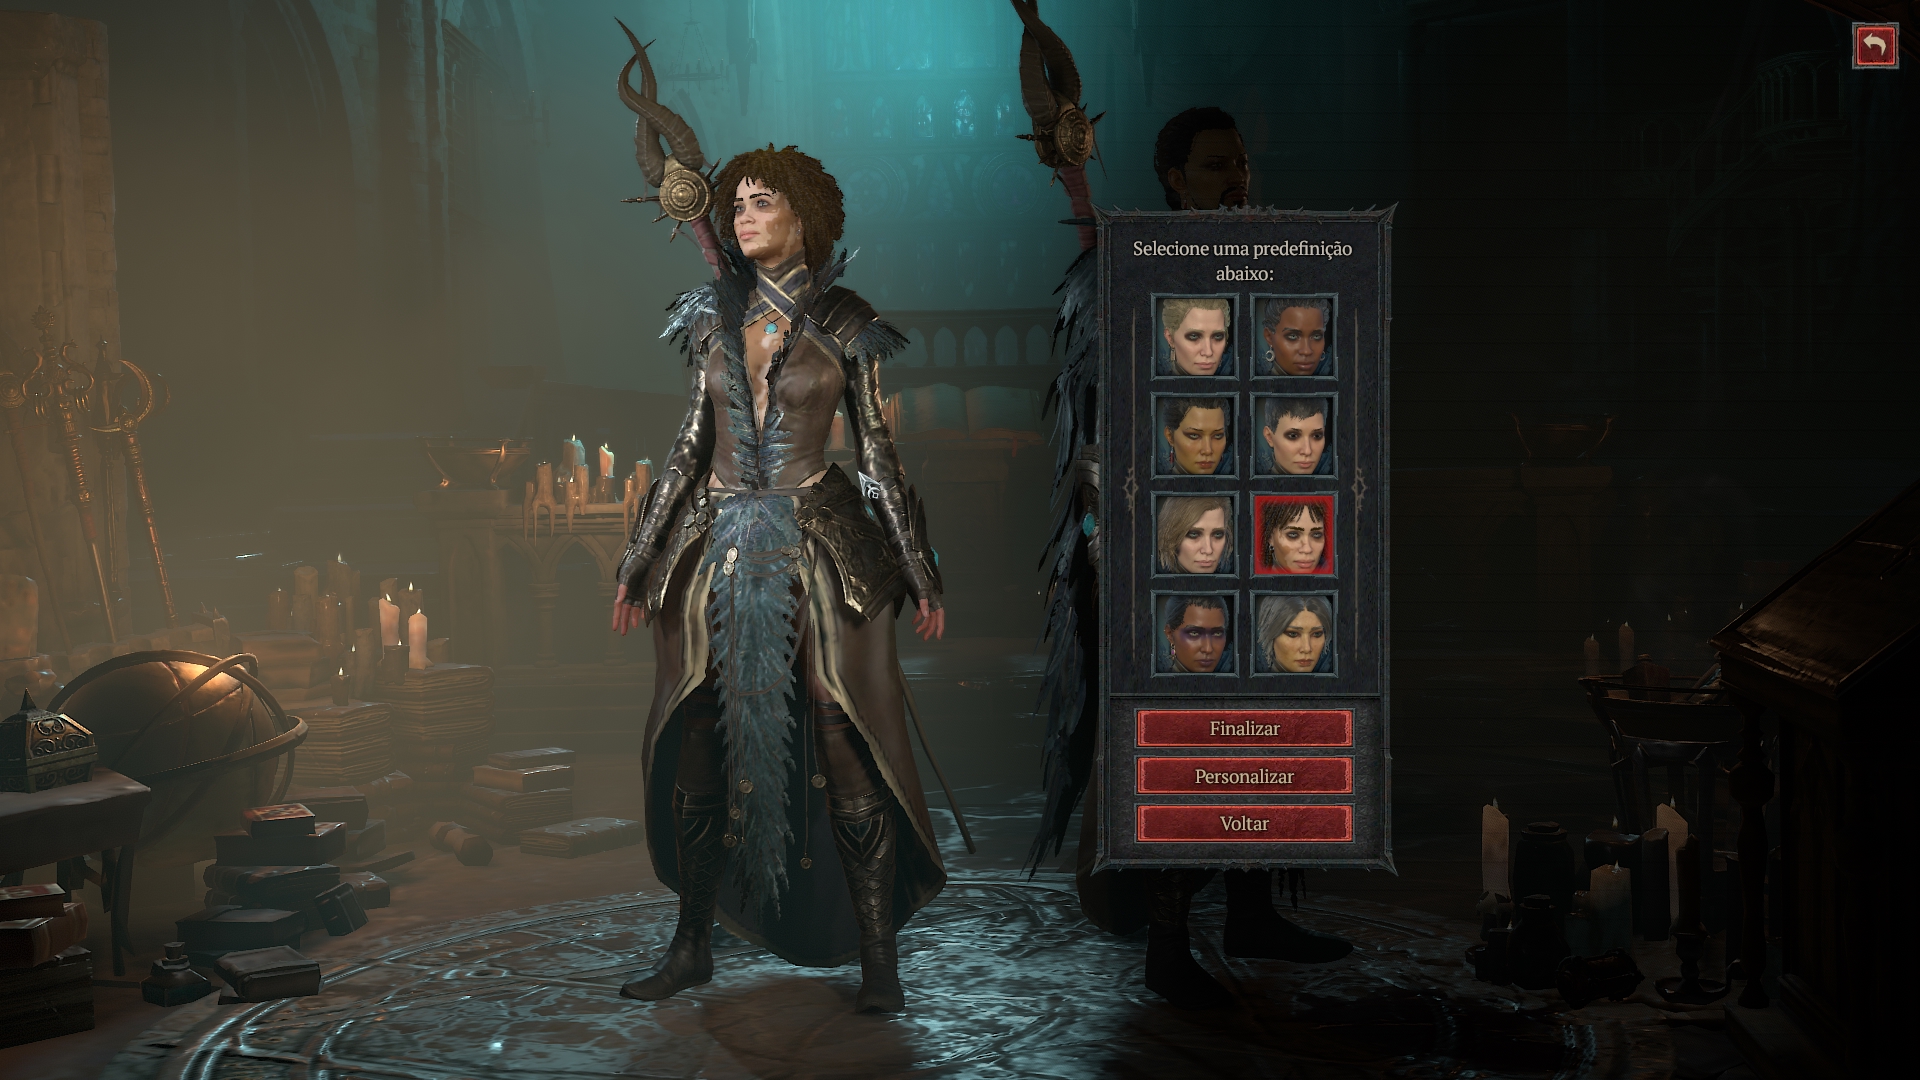 Selecione uma predefinição
abaixo:
Finalizar
Personalizar
Voltar